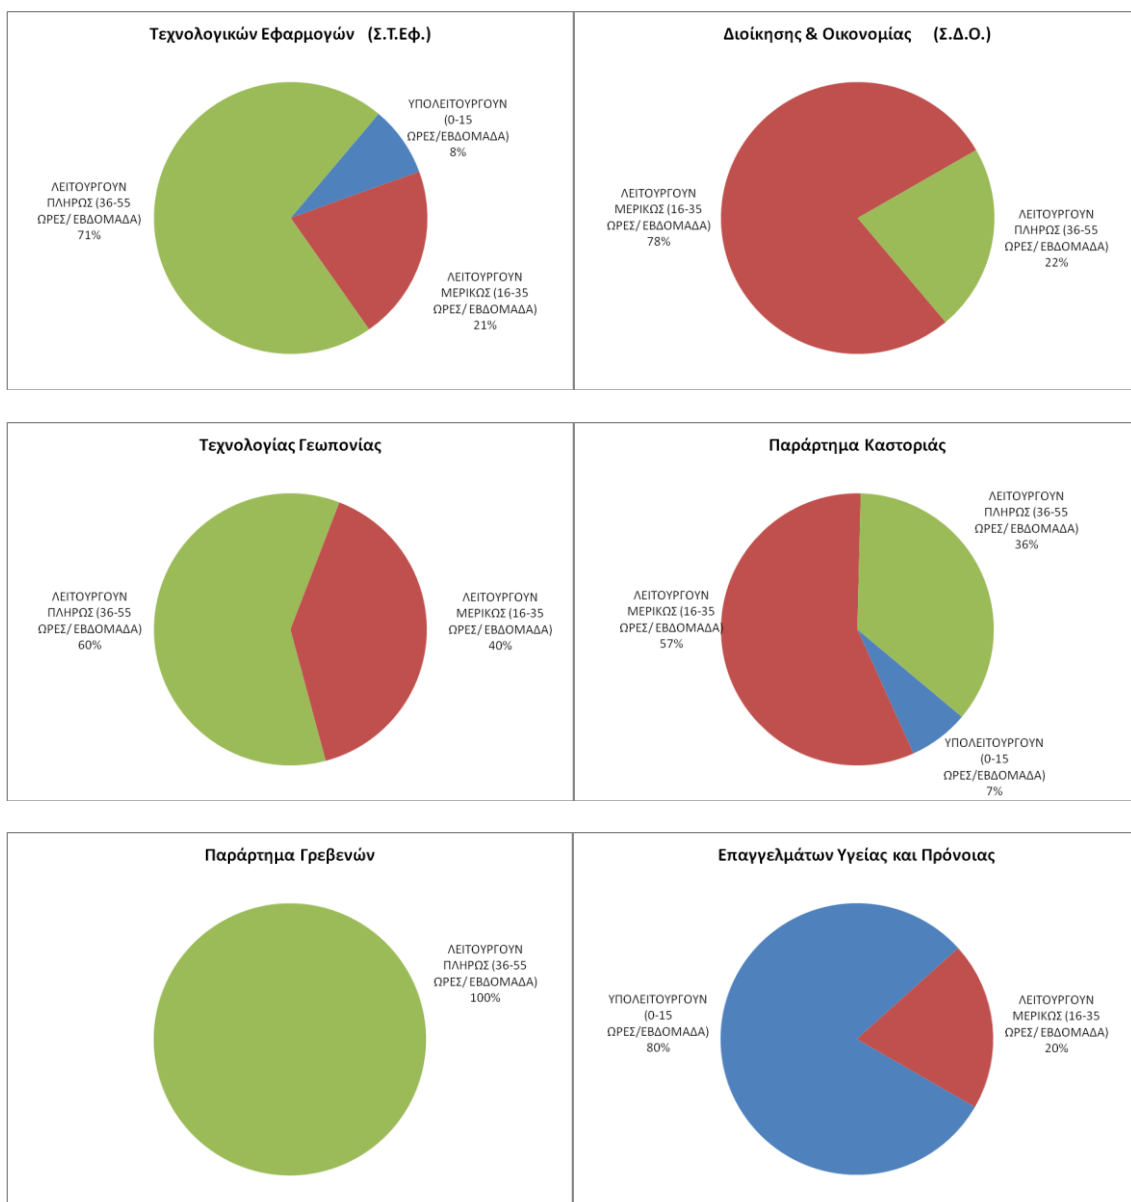 Τεχνολογικών Εφαρμογών (Σ.Τ.Εφ.)
ΥΠΟΛΕΙΤΟΥΡΓΟΥΝ
(0-15
ΩΡΕΣ/ΕΒΔΟΜΑΔΑ)
8%
ΛΕΙΤΟΥΡΓΟΥΝ
ΠΛΗΡΩΣ (36-55
ΩΡΕΣ/ ΕΒΔΟΜΑΔΑ)
71%
ΛΕΙΤΟΥΡΓΟΥΝ
ΜΕΡΙΚΩΣ (16-35
ΩΡΕΣ/ ΕΒΔΟΜΑΔΑ)
21%
Διοίκησης & Οικονομίας (Σ.Δ.Ο.)
ΛΕΙΤΟΥΡΓΟΥΝ
ΜΕΡΙΚΩΣ (16-35
ΩΡΕΣ/ ΕΒΔΟΜΑΔΑ)
78%
ΛΕΙΤΟΥΡΓΟΥΝ
ΠΛΗΡΩΣ (36-55
ΩΡΕΣ/ ΕΒΔΟΜΑΔΑ)
22%
Τεχνολογίας Γεωπονίας
ΛΕΙΤΟΥΡΓΟΥΝ
ΠΛΗΡΩΣ (36-55
ΩΡΕΣ/ ΕΒΔΟΜΑΔΑ)
60%
ΛΕΙΤΟΥΡΓΟΥΝ
ΜΕΡΙΚΩΣ (16-35
ΩΡΕΣ/ ΕΒΔΟΜΑΔΑ)
40%
Παράρτημα Καστοριάς
ΛΕΙΤΟΥΡΓΟΥΝ
ΠΛΗΡΩΣ (36-55
ΩΡΕΣ/ ΕΒΔΟΜΑΔΑ)
36%
ΛΕΙΤΟΥΡΓΟΥΝ
ΜΕΡΙΚΩΣ (16-35
ΩΡΕΣ/ ΕΒΔΟΜΑΔΑ)
57%
ΥΠΟΛΕΙΤΟΥΡΓΟΥΝ
(0-15
ΩΡΕΣ/ΕΒΔΟΜΑΔΑ)
7%
Παράρτημα Γρεβενών
ΛΕΙΤΟΥΡΓΟΥΝ
ΠΛΗΡΩΣ (36-55
ΩΡΕΣ/ ΕΒΔΟΜΑΔΑ)
100%
Επαγγελμάτων Υγείας και Πρόνοιας
ΥΠΟΛΕΙΤΟΥΡΓΟΥΝ
(0-15
ΩΡΕΣ/ΕΒΔΟΜΑΔΑ)
80%
ΛΕΙΤΟΥΡΓΟΥΝ
ΜΕΡΙΚΩΣ (16-35
ΩΡΕΣ/ ΕΒΔΟΜΑΔΑ)
20%